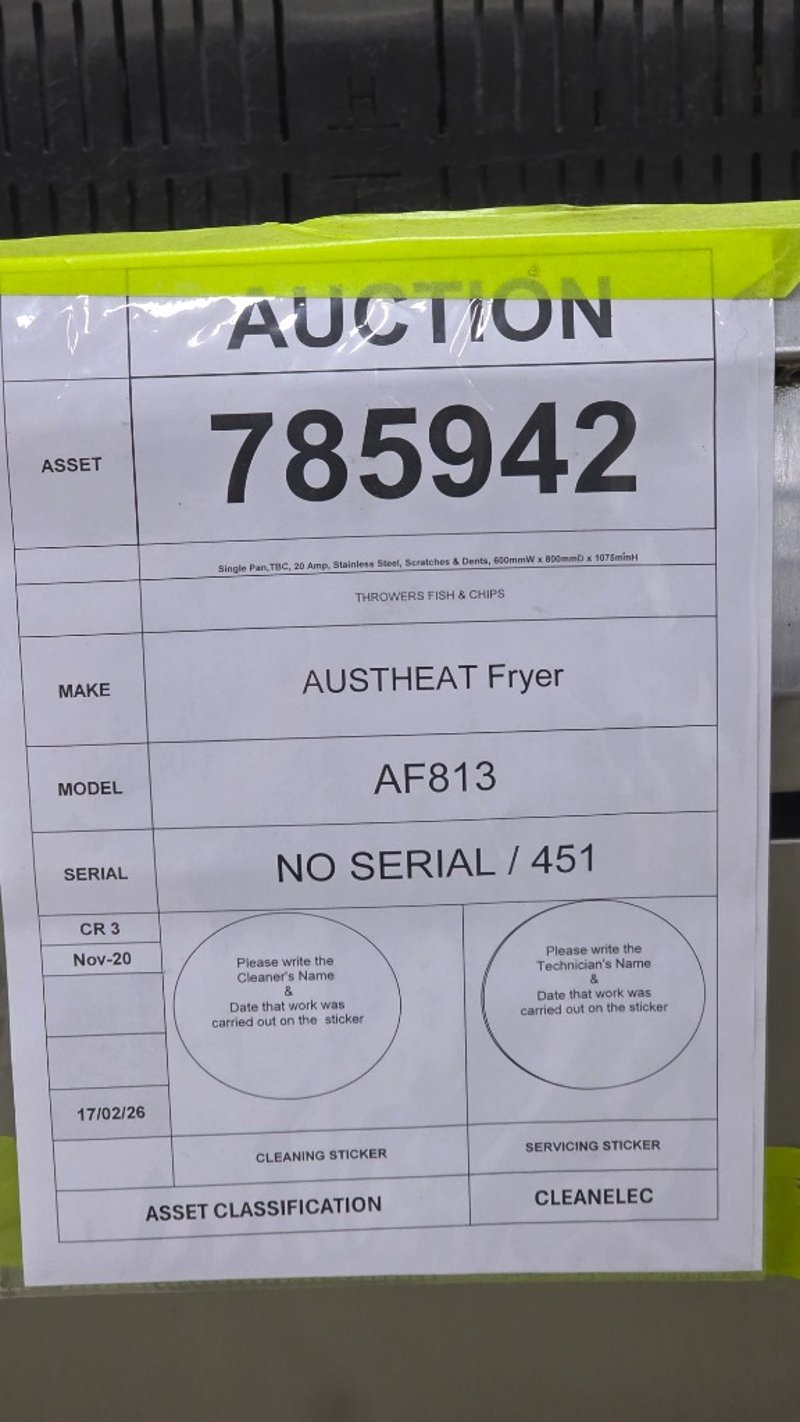 AUCTION
ASSET
785942
Single Pan,TBC, 20 Amp, Stainless Steel, Scratches & Dents, 600mmW x 800mmD x 1075mmH
THROWERS FISH & CHIPS
MAKE
AUSTHEAT Fryer
MODEL
AF813
SERIAL
NO SERIAL / 451
CR 3
Nov-20
17/02/26
Please write the
Cleaner's Name
&
Date that work was
carried out on the sticker
Please write the
Technician's Name
&
Date that work was
carried out on the sticker
CLEANING STICKER
SERVICING STICKER
ASSET CLASSIFICATION
CLEANELEC